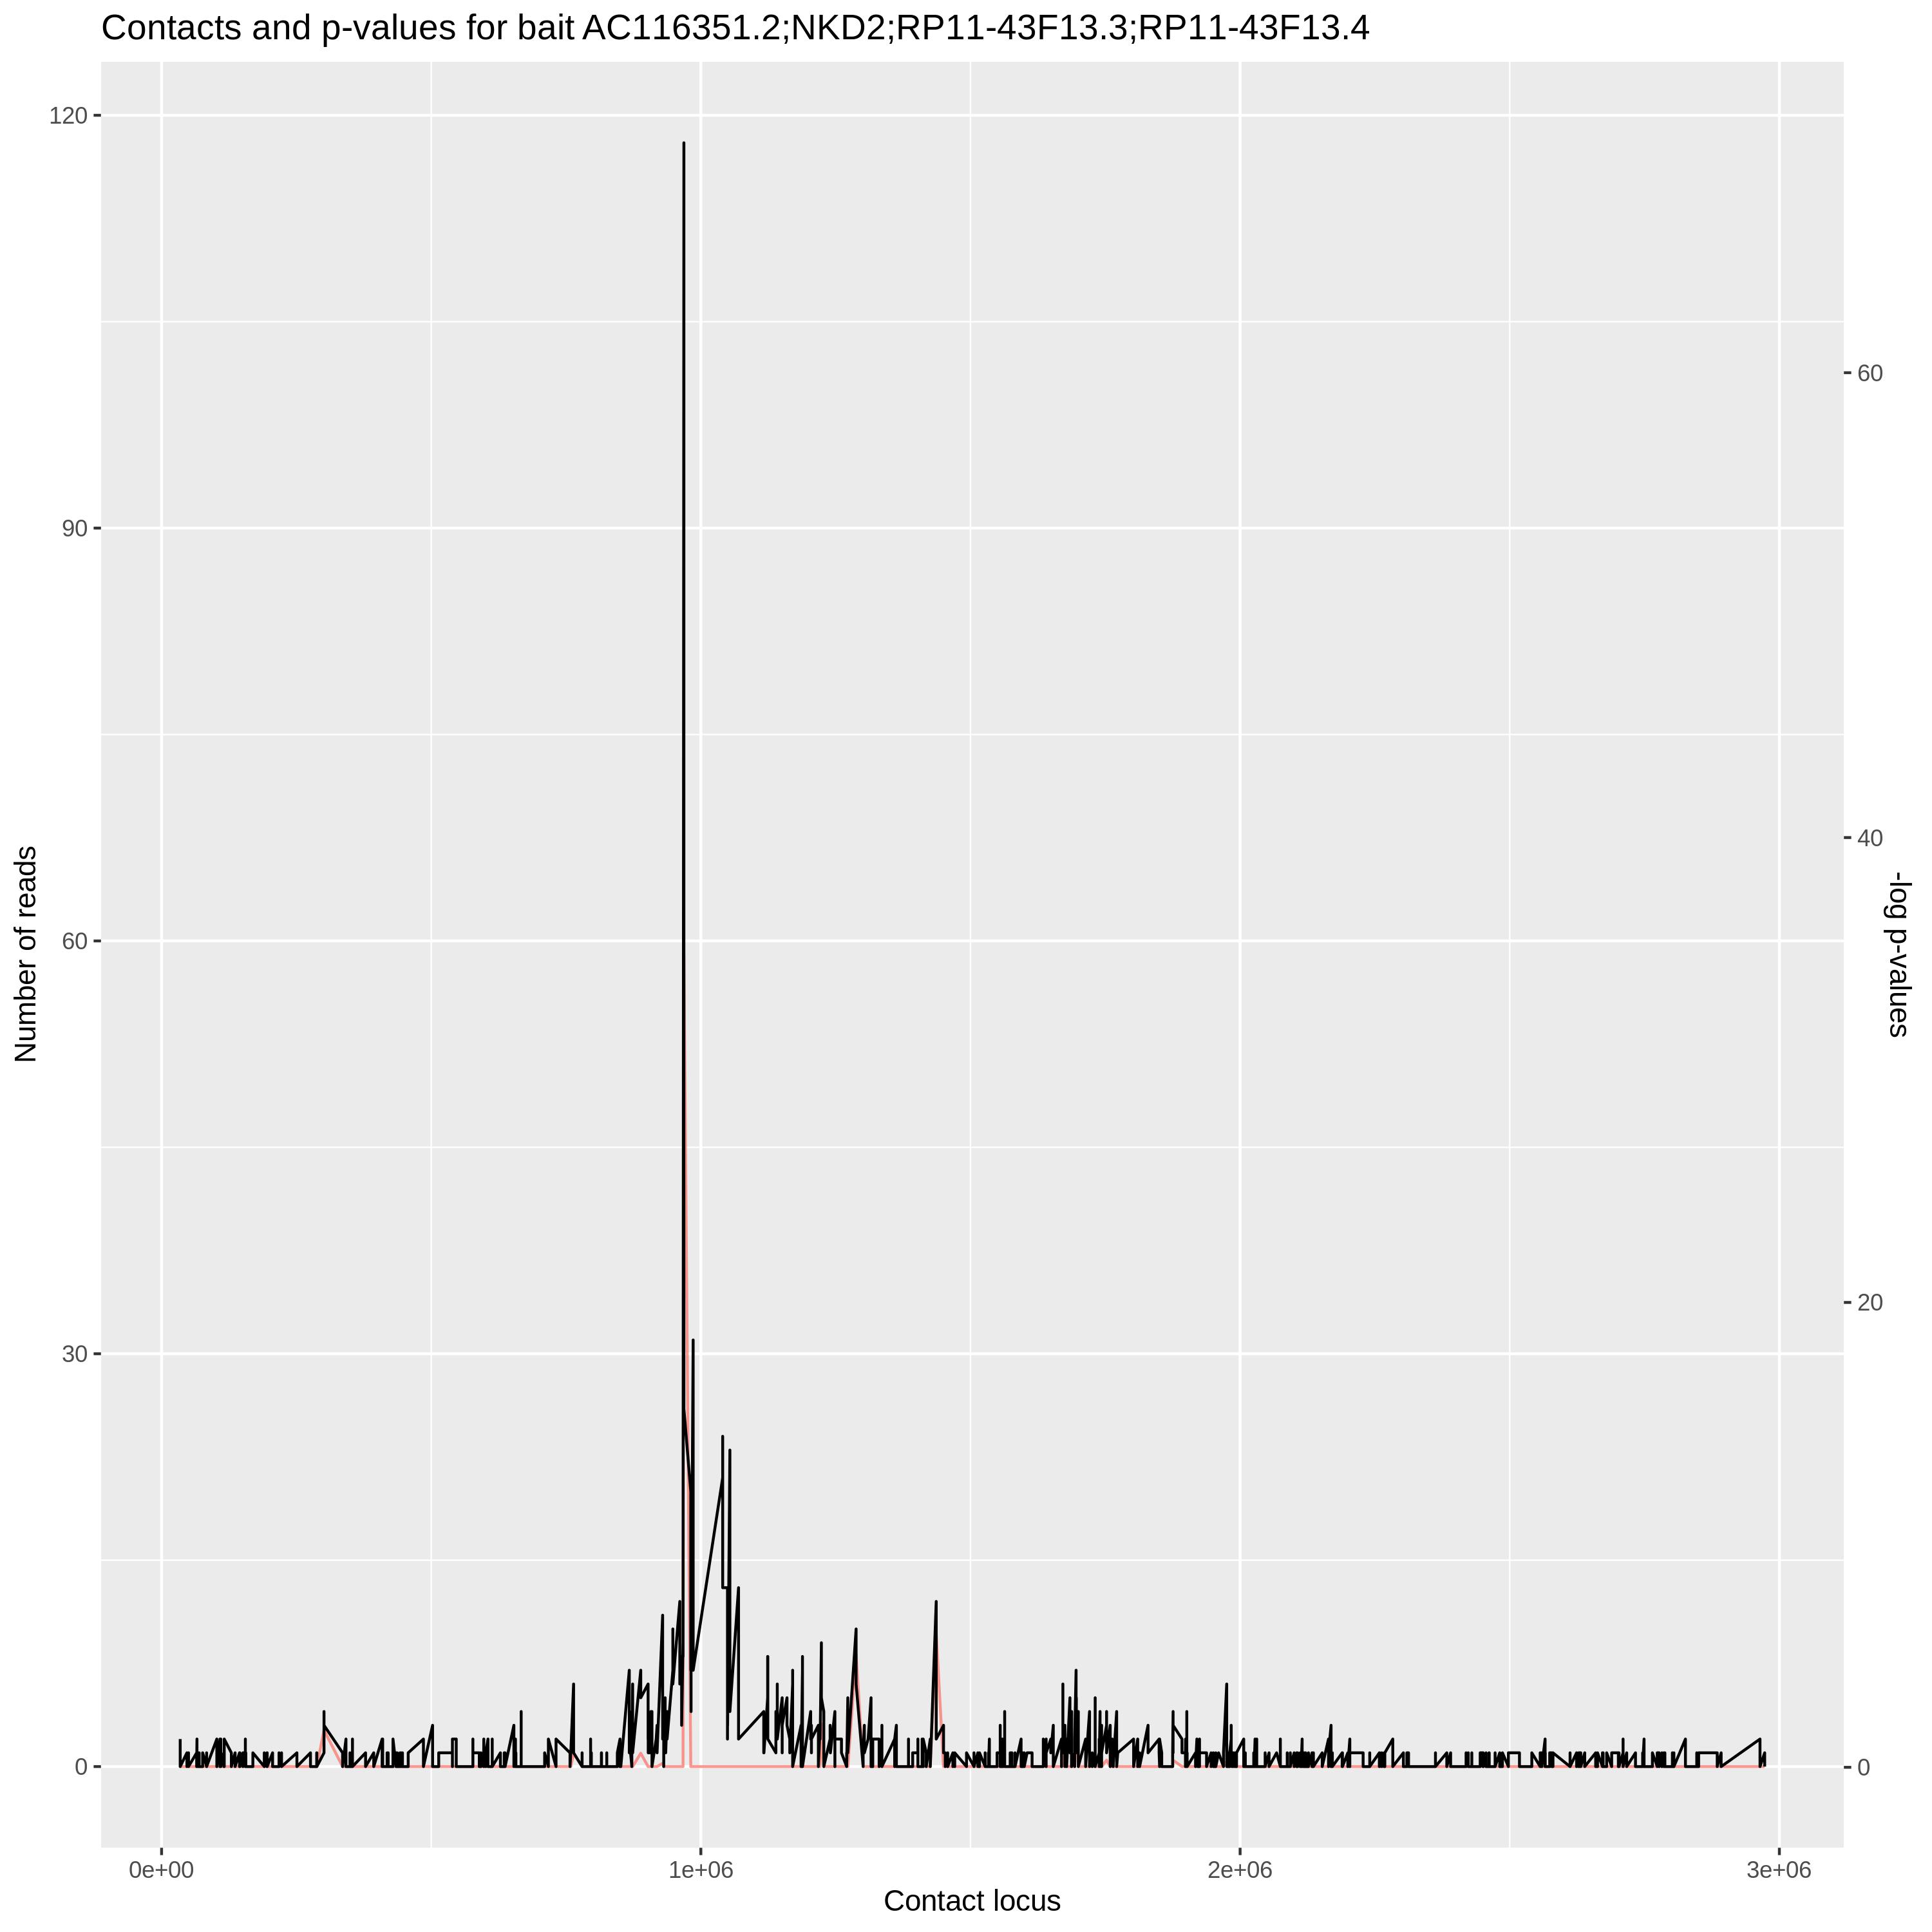 Contacts and p-values for bait AC116351.2;NKD2;RP11-43F13.3;RP11-43F13.4
120
90
60
30
0
Number of reads
60
40
20
0
-log p-values
0e+00 1e+06 2e+06 3e+06
Contact locus